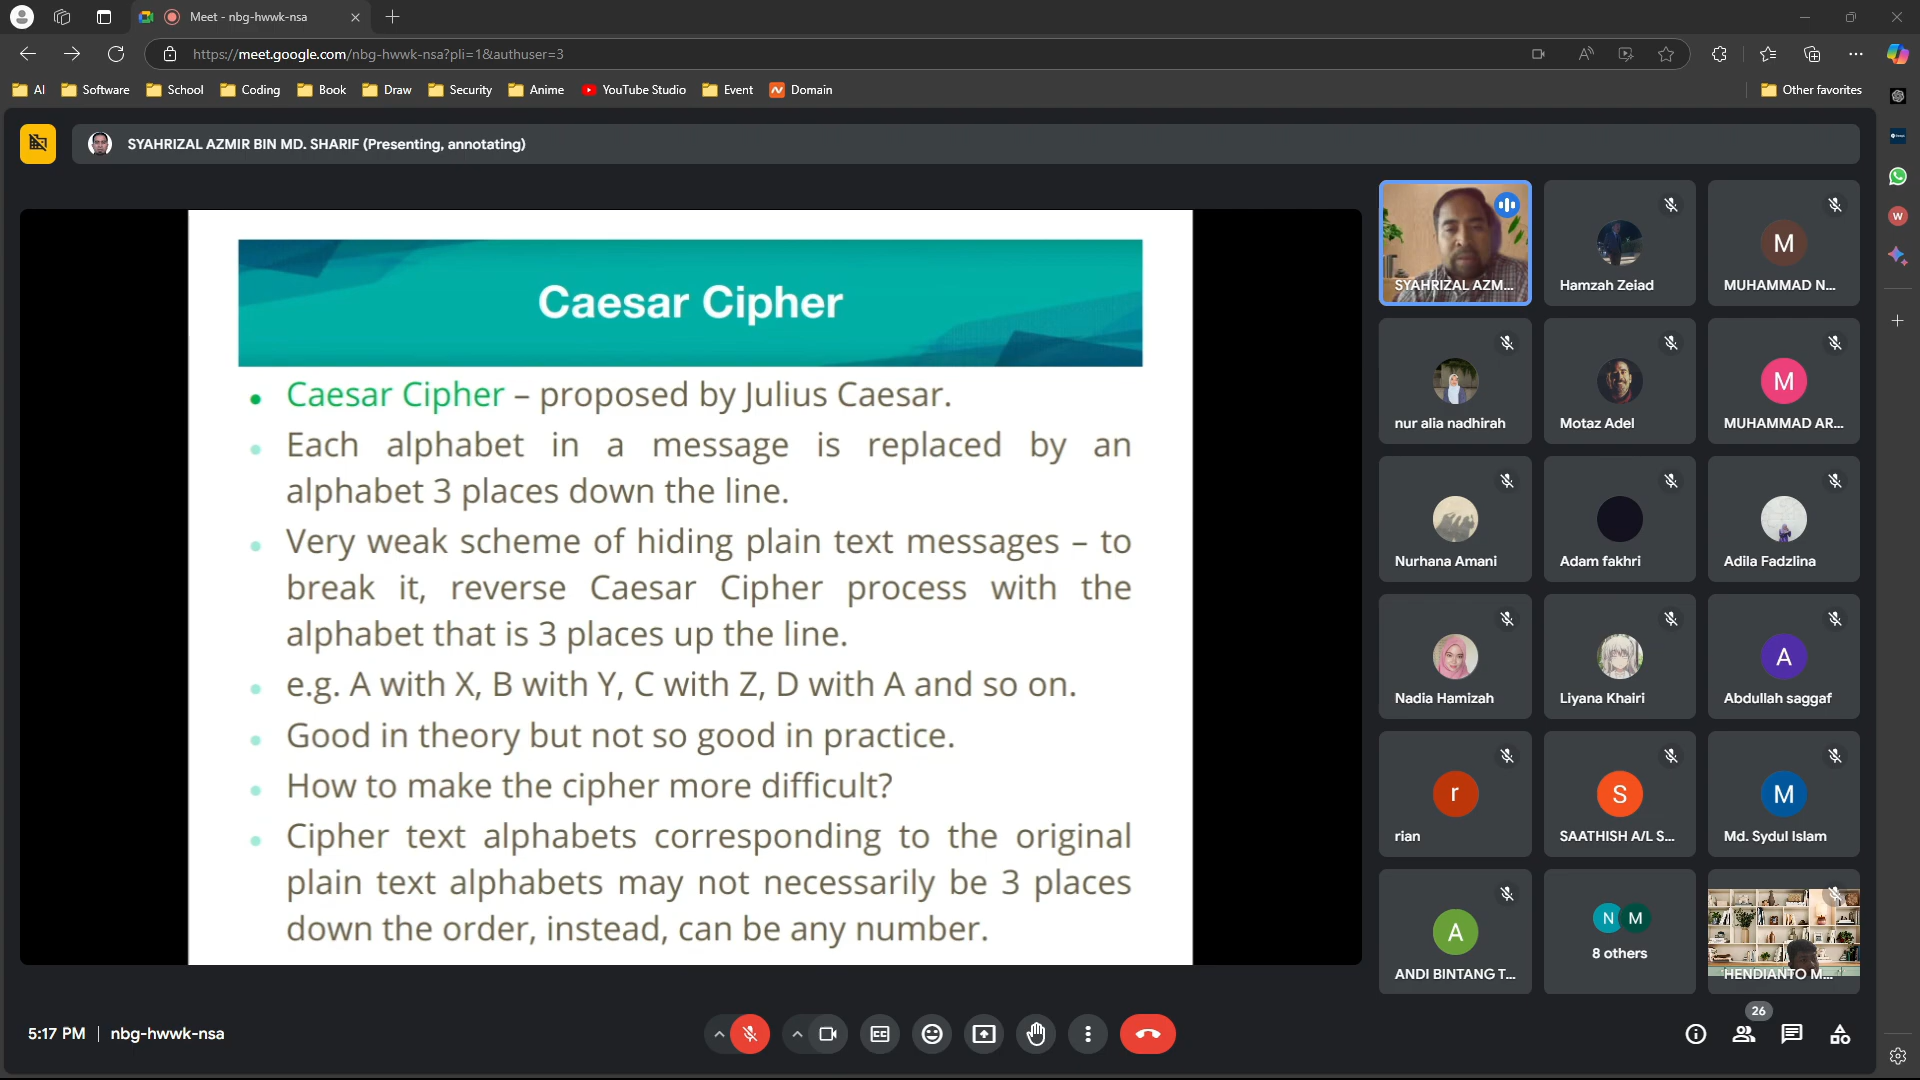 Meet - nbg-hwwk-nsa
https://meet.google.com/nbg-hwwk-nsa?pli=1&authuser=3
AI Software School Coding Book Draw Security Anime YouTube Studio Event Domain Other favorites
SYAHRIZAL AZMIR BIN MD. SHARIF (Presenting, annotating)
Caesar Cipher
• Caesar Cipher – proposed by Julius Caesar.
• Each alphabet in a message is replaced by an
alphabet 3 places down the line.
• Very weak scheme of hiding plain text messages – to
break it, reverse Caesar Cipher process with the
alphabet that is 3 places up the line.
• e.g. A with X, B with Y, C with Z, D with A and so on.
• Good in theory but not so good in practice.
• How to make the cipher more difficult?
• Cipher text alphabets corresponding to the original
plain text alphabets may not necessarily be 3 places
down the order, instead, can be any number.
SYAHRIZAL AZM...
Hamzah Zeiad
M
MUHAMMAD N...
nur alia nadhirah
Motaz Adel
M
MUHAMMAD AR...
Nurhana Amani
Adam fakhri
Adila Fadzlina
Nadia Hamizah
Liyana Khairi
A
Abdullah saggaf
r
rian
S
SAATHISH A/L S...
M
Md. Sydul Islam
A
ANDI BINTANG T...
N M
8 others
HENDIANTO M...
W
5:17 PM | nbg-hwwk-nsa
26